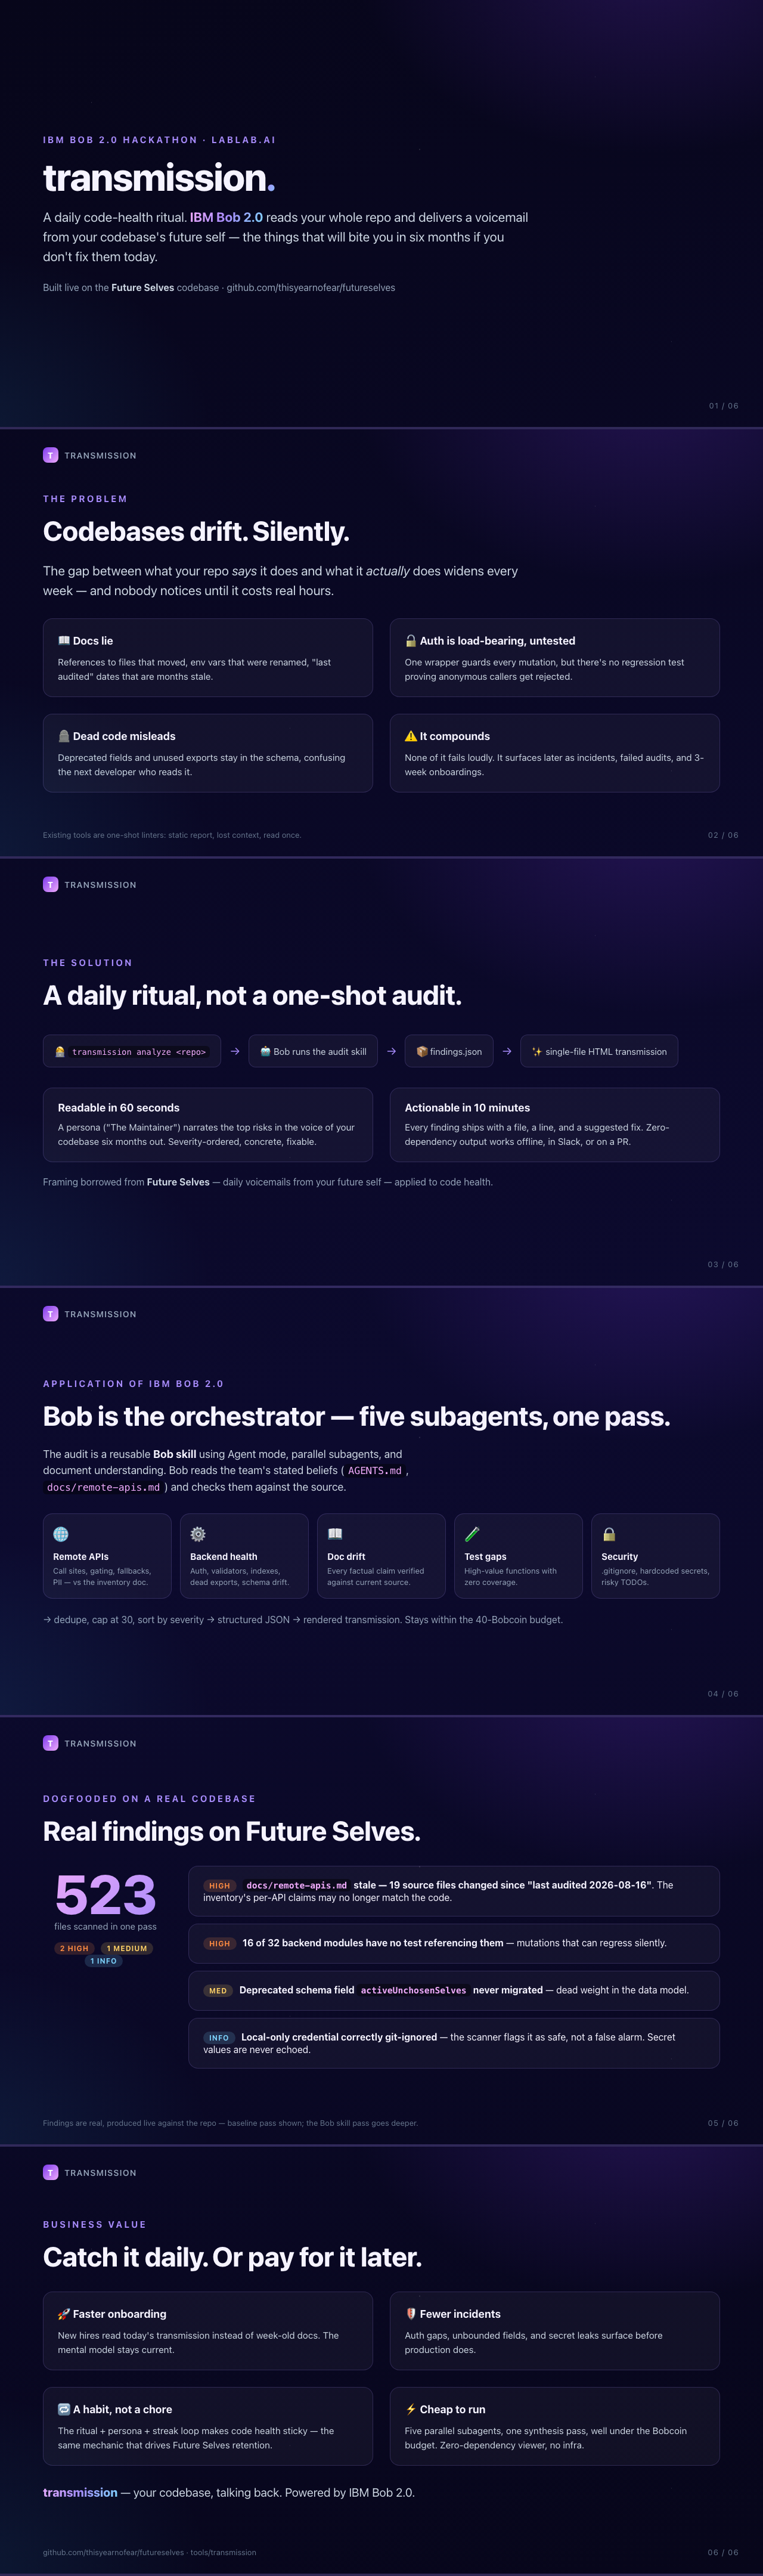 IBM BOB 2.0 HACKATHON · LABLAB.AI
transmission.
A daily code-health ritual. IBM Bob 2.0 reads your whole repo and delivers a voicemail
from your codebase's future self — the things that will bite you in six months if you
don't fix them today.
Built live on the Future Selves codebase · github.com/thisyearnofear/futureselves
01 / 06
T TRANSMISSION
THE PROBLEM
Codebases drift. Silently.
The gap between what your repo says it does and what it actually does widens every
week — and nobody notices until it costs real hours.
📖 Docs lie
References to files that moved, env vars that were renamed, "last
audited" dates that are months stale.
🔓 Auth is load-bearing, untested
One wrapper guards every mutation, but there's no regression test
proving anonymous callers get rejected.
🪦 Dead code misleads
Deprecated fields and unused exports stay in the schema, confusing
the next developer who reads it.
⚠️ It compounds
None of it fails loudly. It surfaces later as incidents, failed audits, and 3-
week onboardings.
Existing tools are one-shot linters: static report, lost context, read once.
02 / 06
T TRANSMISSION
THE SOLUTION
A daily ritual, not a one-shot audit.
transmission analyze <repo> → 🤖 Bob runs the audit skill → 📦 findings.json → ✨ single-file HTML transmission
Readable in 60 seconds
A persona ("The Maintainer") narrates the top risks in the voice of your
codebase six months out. Severity-ordered, concrete, fixable.
Actionable in 10 minutes
Every finding ships with a file, a line, and a suggested fix. Zero-
dependency output works offline, in Slack, or on a PR.
Framing borrowed from Future Selves — daily voicemails from your future self — applied to code health.
03 / 06
T TRANSMISSION
APPLICATION OF IBM BOB 2.0
Bob is the orchestrator — five subagents, one pass.
The audit is a reusable Bob skill using Agent mode, parallel subagents, and
document understanding. Bob reads the team's stated beliefs ( AGENTS.md ,
docs/remote-apis.md ) and checks them against the source.
🌐
Remote APIs
Call sites, gating, fallbacks,
PII — vs the inventory doc.
⚙️
Backend health
Auth, validators, indexes,
dead exports, schema drift.
📖
Doc drift
Every factual claim verified
against current source.
🧪
Test gaps
High-value functions with
zero coverage.
🔒
Security
.gitignore, hardcoded secrets,
risky TODOs.
→ dedupe, cap at 30, sort by severity → structured JSON → rendered transmission. Stays within the 40-Bobcoin budget.
04 / 06
T TRANSMISSION
DOGFOODED ON A REAL CODEBASE
Real findings on Future Selves.
523
files scanned in one pass
2 HIGH 1 MEDIUM
1 INFO
HIGH docs/remote-apis.md stale — 19 source files changed since "last audited 2026-08-16". The
inventory's per-API claims may no longer match the code.
HIGH 16 of 32 backend modules have no test referencing them — mutations that can regress silently.
MED Deprecated schema field activeUnchosenSelves never migrated — dead weight in the data model.
INFO Local-only credential correctly git-ignored — the scanner flags it as safe, not a false alarm. Secret
values are never echoed.
Findings are real, produced live against the repo — baseline pass shown; the Bob skill pass goes deeper.
05 / 06
T TRANSMISSION
BUSINESS VALUE
Catch it daily. Or pay for it later.
🚀 Faster onboarding
New hires read today's transmission instead of week-old docs. The
mental model stays current.
Fewer incidents
Auth gaps, unbounded fields, and secret leaks surface before
production does.
🔁 A habit, not a chore
The ritual + persona + streak loop makes code health sticky — the
same mechanic that drives Future Selves retention.
⚡ Cheap to run
Five parallel subagents, one synthesis pass, well under the Bobcoin
budget. Zero-dependency viewer, no infra.
transmission — your codebase, talking back. Powered by IBM Bob 2.0.
github.com/thisyearnofear/futureselves · tools/transmission
06 / 06